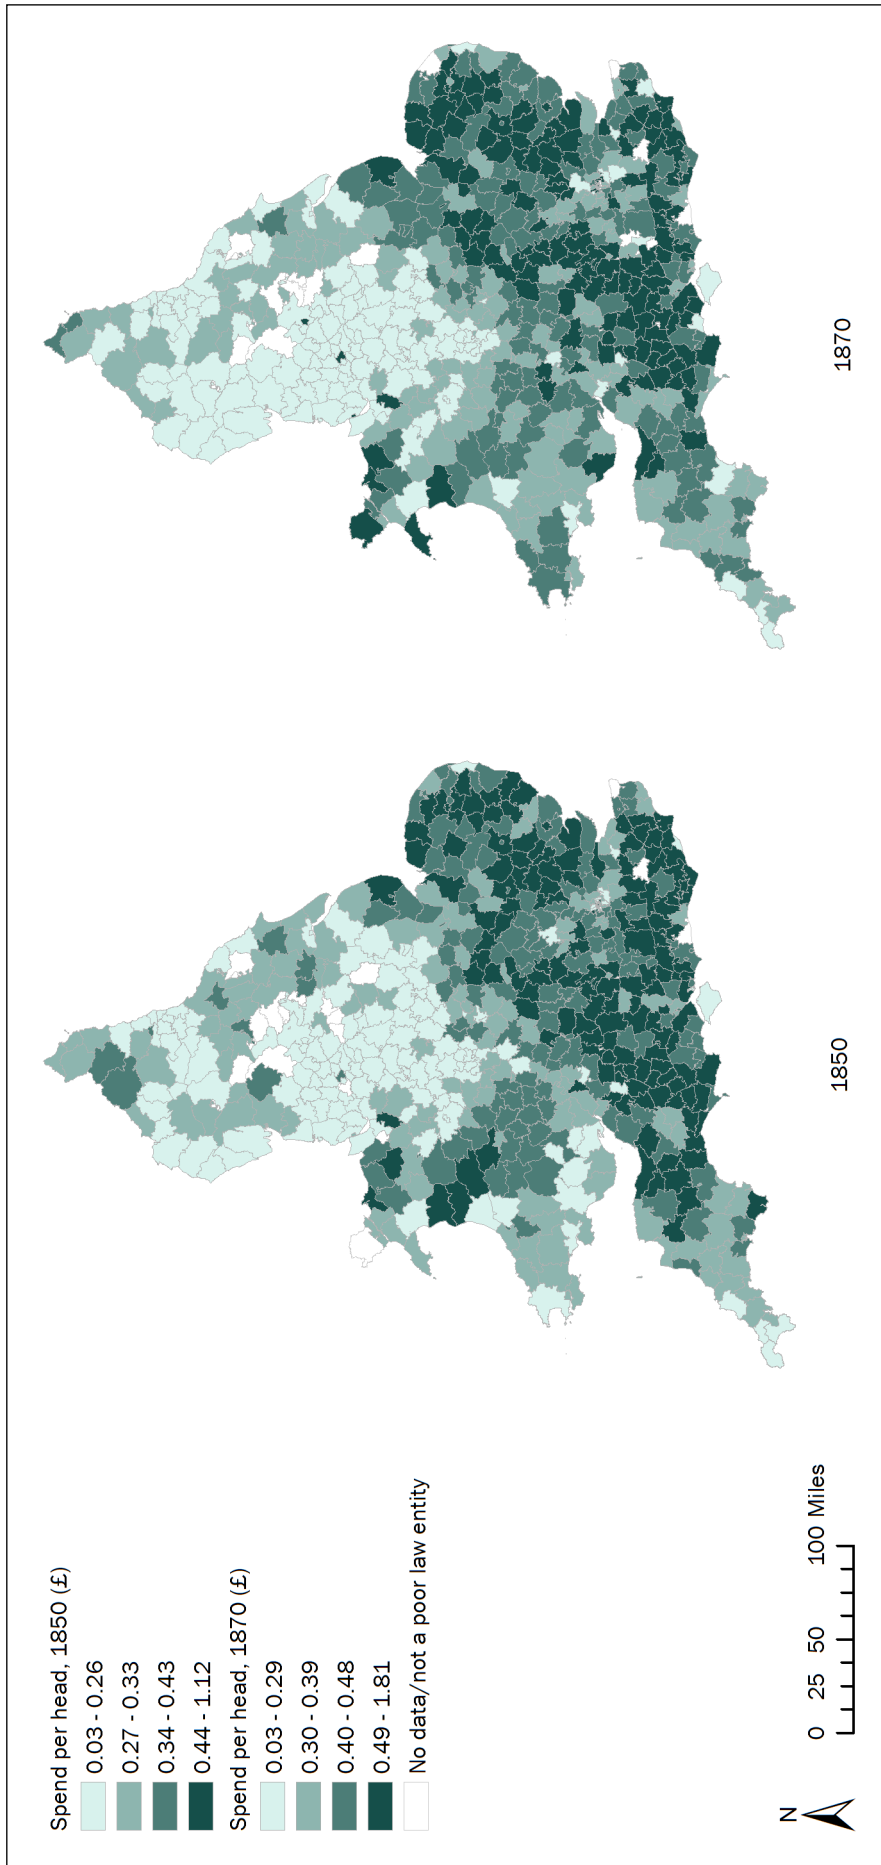 Spend per head, 1850 (£)
0.03 - 0.26
0.27 - 0.33
0.34 - 0.43
0.44 - 1.12
Spend per head, 1870 (£)
0.03 - 0.29
0.30 - 0.39
0.40 - 0.48
0.49 - 1.81
No data/not a poor law entity
N
0 25 50 100 Miles
1850
1870